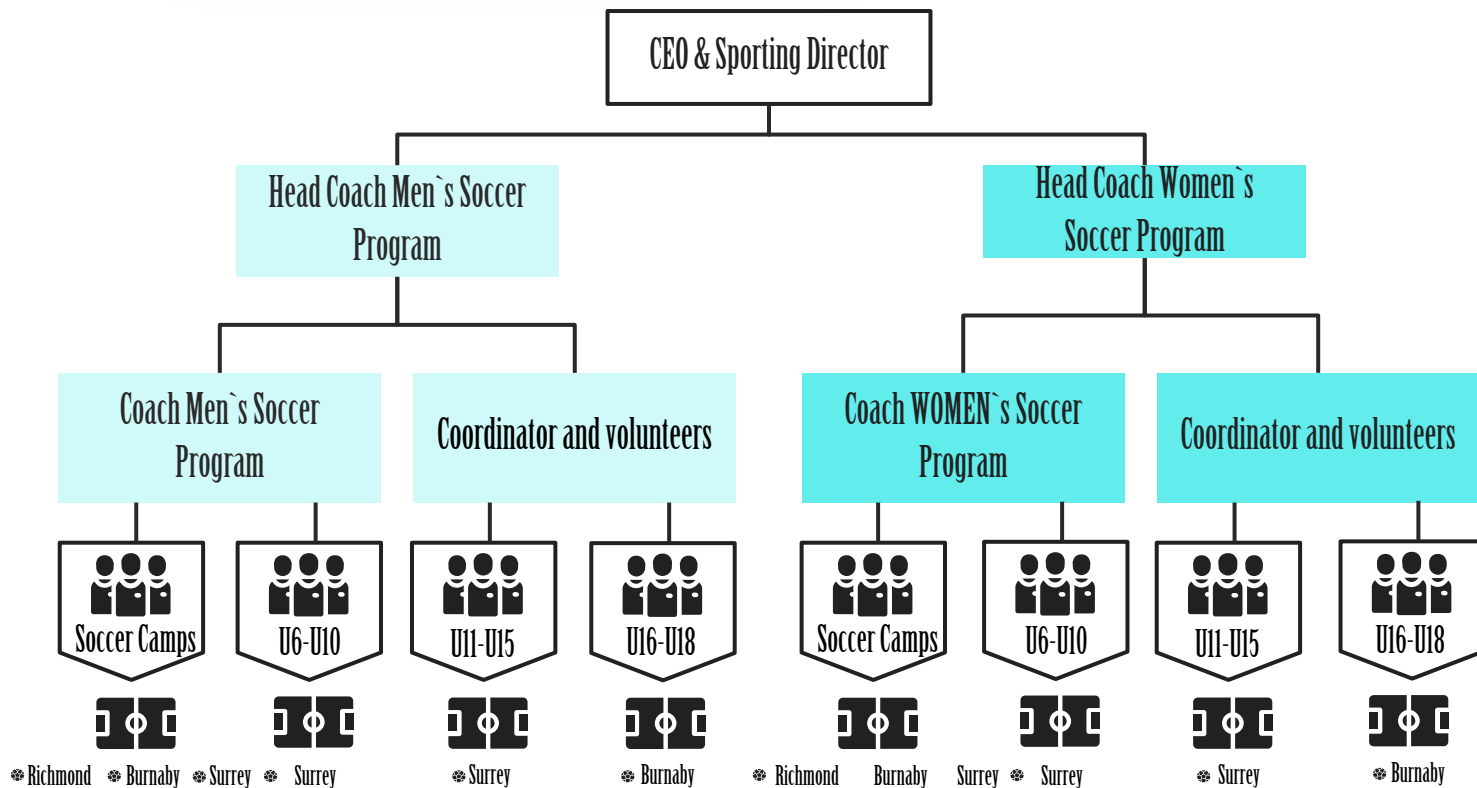 CEO & Sporting Director
Head Coach Men`s Soccer
Program
Head Coach Women`s
Soccer Program
Coach Men`s Soccer
Program
Coordinator and volunteers
Coach WOMEN`s Soccer
Program
Coordinator and volunteers
Soccer Camps
U6-U10
U11-U15
U16-U18
Soccer Camps
U6-U10
U11-U15
U16-U18
Richmond Burnaby Surrey
Surrey
Surrey
Burnaby
Richmond Burnaby Surrey
Surrey
Surrey
Burnaby